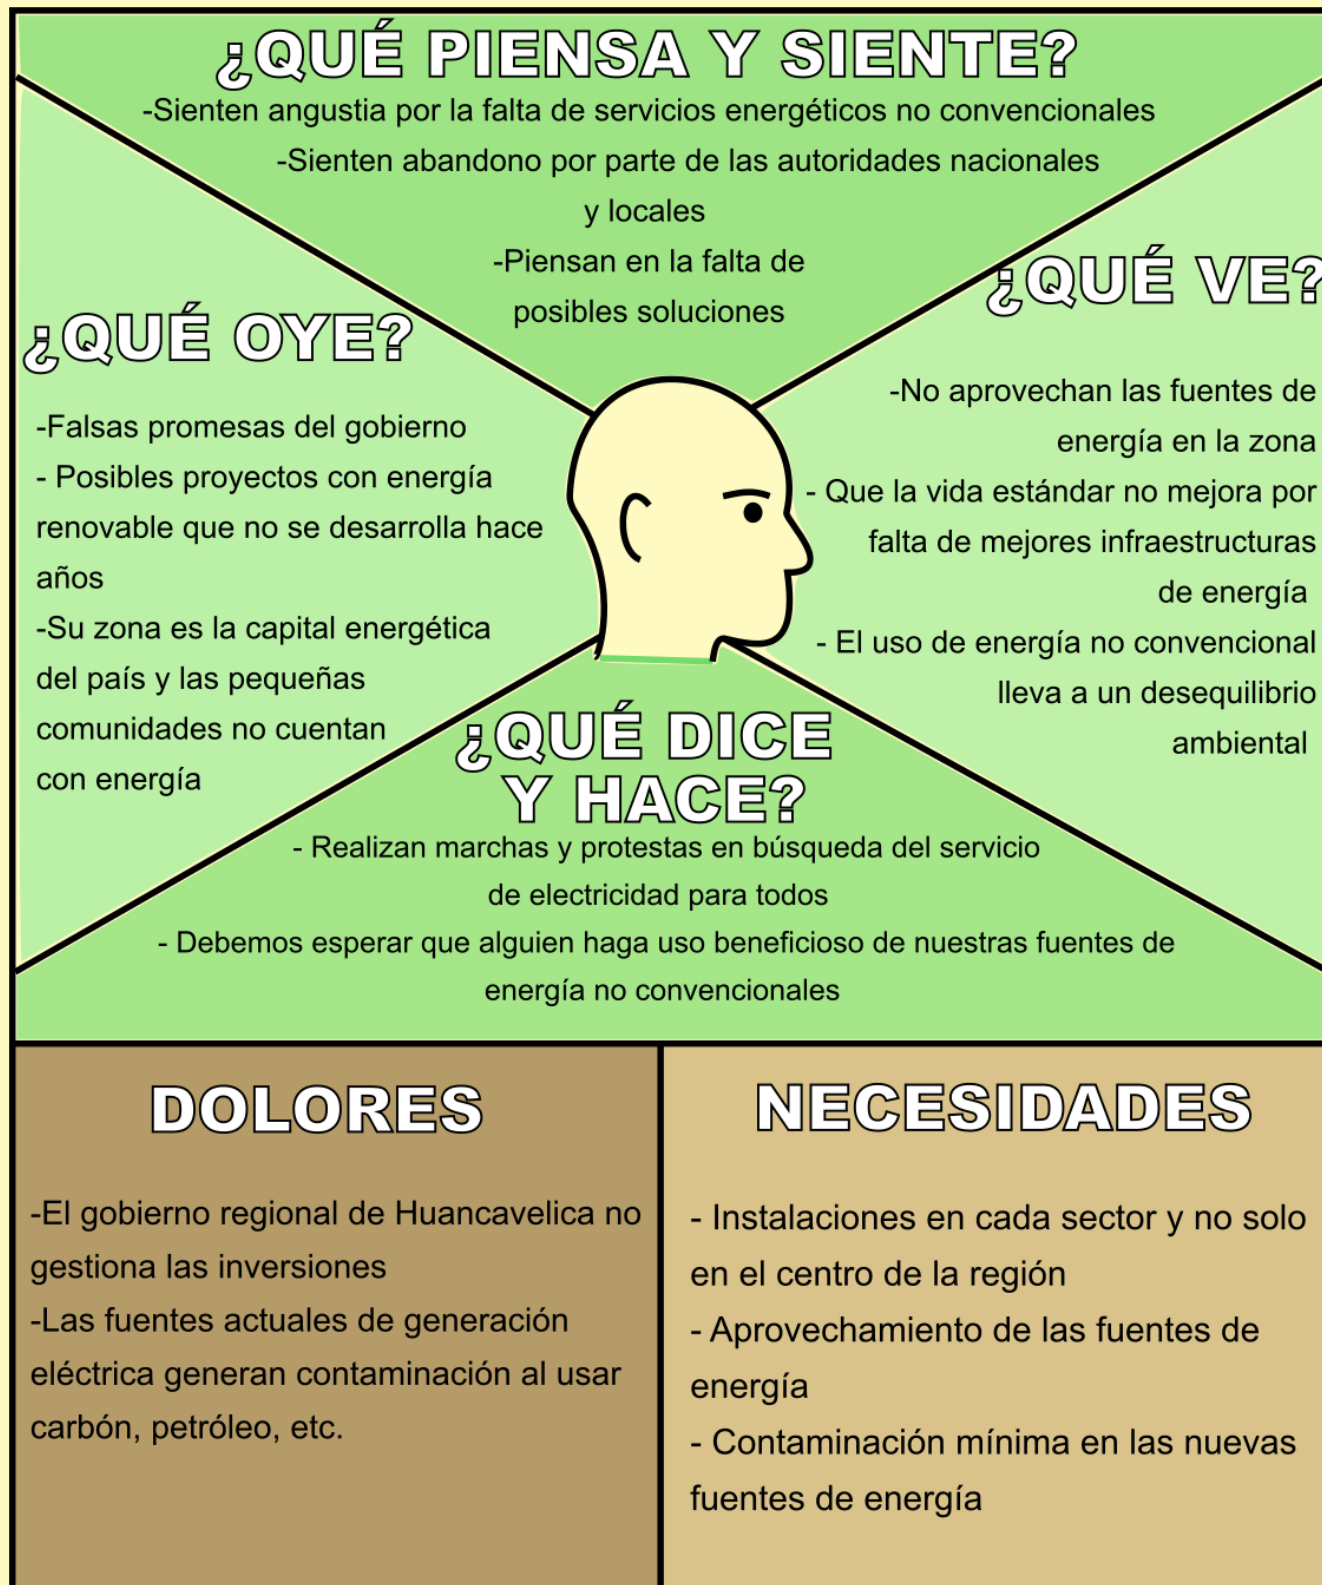 ¿QUÉ PIENSA Y SIENTE?
-Sienten angustia por la falta de servicios energéticos no convencionales
-Sienten abandono por parte de las autoridades nacionales
y locales
-Piensan en la falta de
posibles soluciones
¿QUÉ OYE?
-Falsas promesas del gobierno
- Posibles proyectos con energía
renovable que no se desarrolla hace
años
-Su zona es la capital energética
del país y las pequeñas
comunidades no cuentan
con energía
¿QUÉ VE?
-No aprovechan las fuentes de
energía en la zona
- Que la vida estándar no mejora por
falta de mejores infraestructuras
de energía
- El uso de energía no convencional
lleva a un desequilibrio
ambiental
¿QUÉ DICE
Y HACE?
- Realizan marchas y protestas en búsqueda del servicio
de electricidad para todos
- Debemos esperar que alguien haga uso beneficioso de nuestras fuentes de
energía no convencionales
DOLORES
-El gobierno regional de Huancavelica no
gestiona las inversiones
-Las fuentes actuales de generación
eléctrica generan contaminación al usar
carbón, petróleo, etc.
NECESIDADES
- Instalaciones en cada sector y no solo
en el centro de la región
- Aprovechamiento de las fuentes de
energía
- Contaminación mínima en las nuevas
fuentes de energía